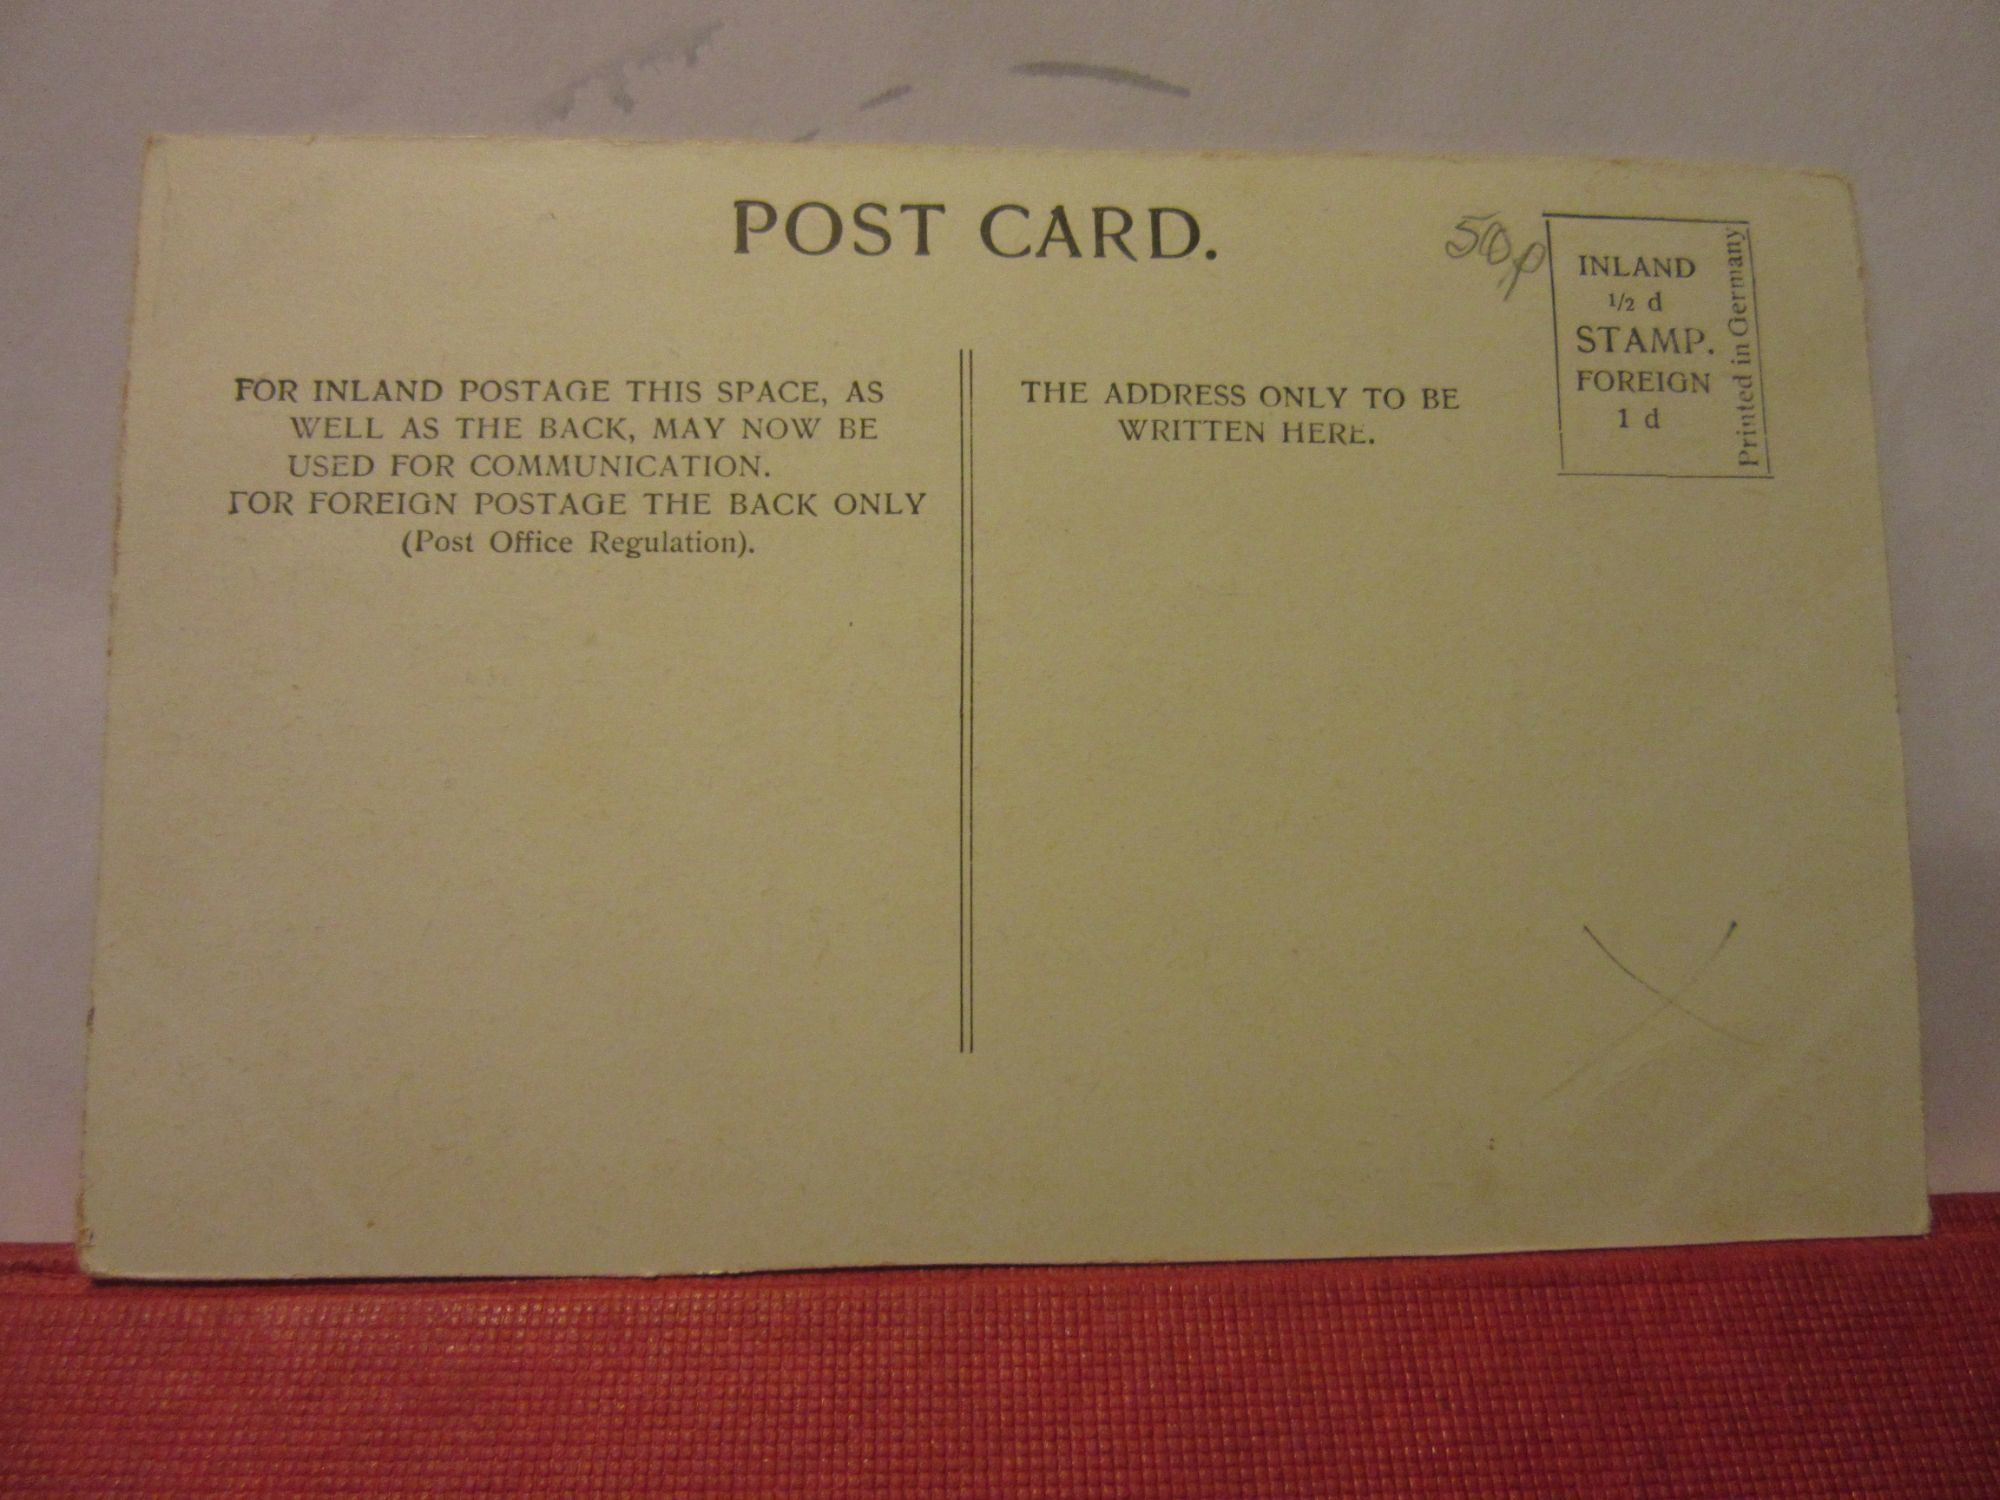 POST CARD.
50p
INLAND
1/2 d
STAMP.
FOREIGN
1 d
Printed in Germany
FOR INLAND POSTAGE THIS SPACE, AS
WELL AS THE BACK, MAY NOW BE
USED FOR COMMUNICATION.
FOR FOREIGN POSTAGE THE BACK ONLY
(Post Office Regulation).
THE ADDRESS ONLY TO BE
WRITTEN HERE.